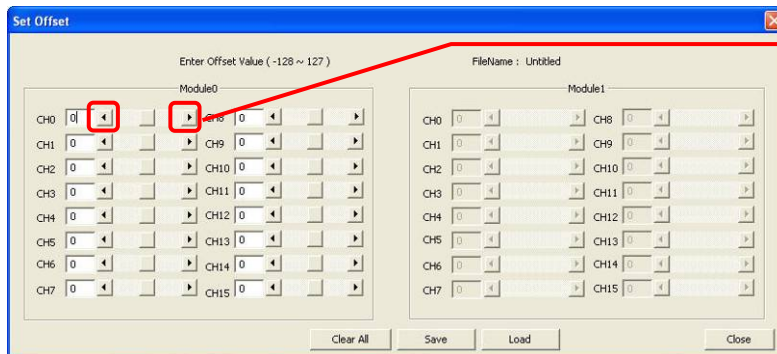 Set Offset
Enter Offset Value ( -128 ~ 127 )
FileName : Untitled
Module0
Module1
CH0 0
CH8 0
CH0 0
CH8 0
CH1 0
CH9 0
CH1 0
CH9 0
CH2 0
CH10 0
CH2 0
CH10 0
CH3 0
CH11 0
CH3 0
CH11 0
CH4 0
CH12 0
CH4 0
CH12 0
CH5 0
CH13 0
CH5 0
CH13 0
CH6 0
CH14 0
CH6 0
CH14 0
CH7 0
CH15 0
CH7 0
CH15 0
Clear All
Save
Load
Close